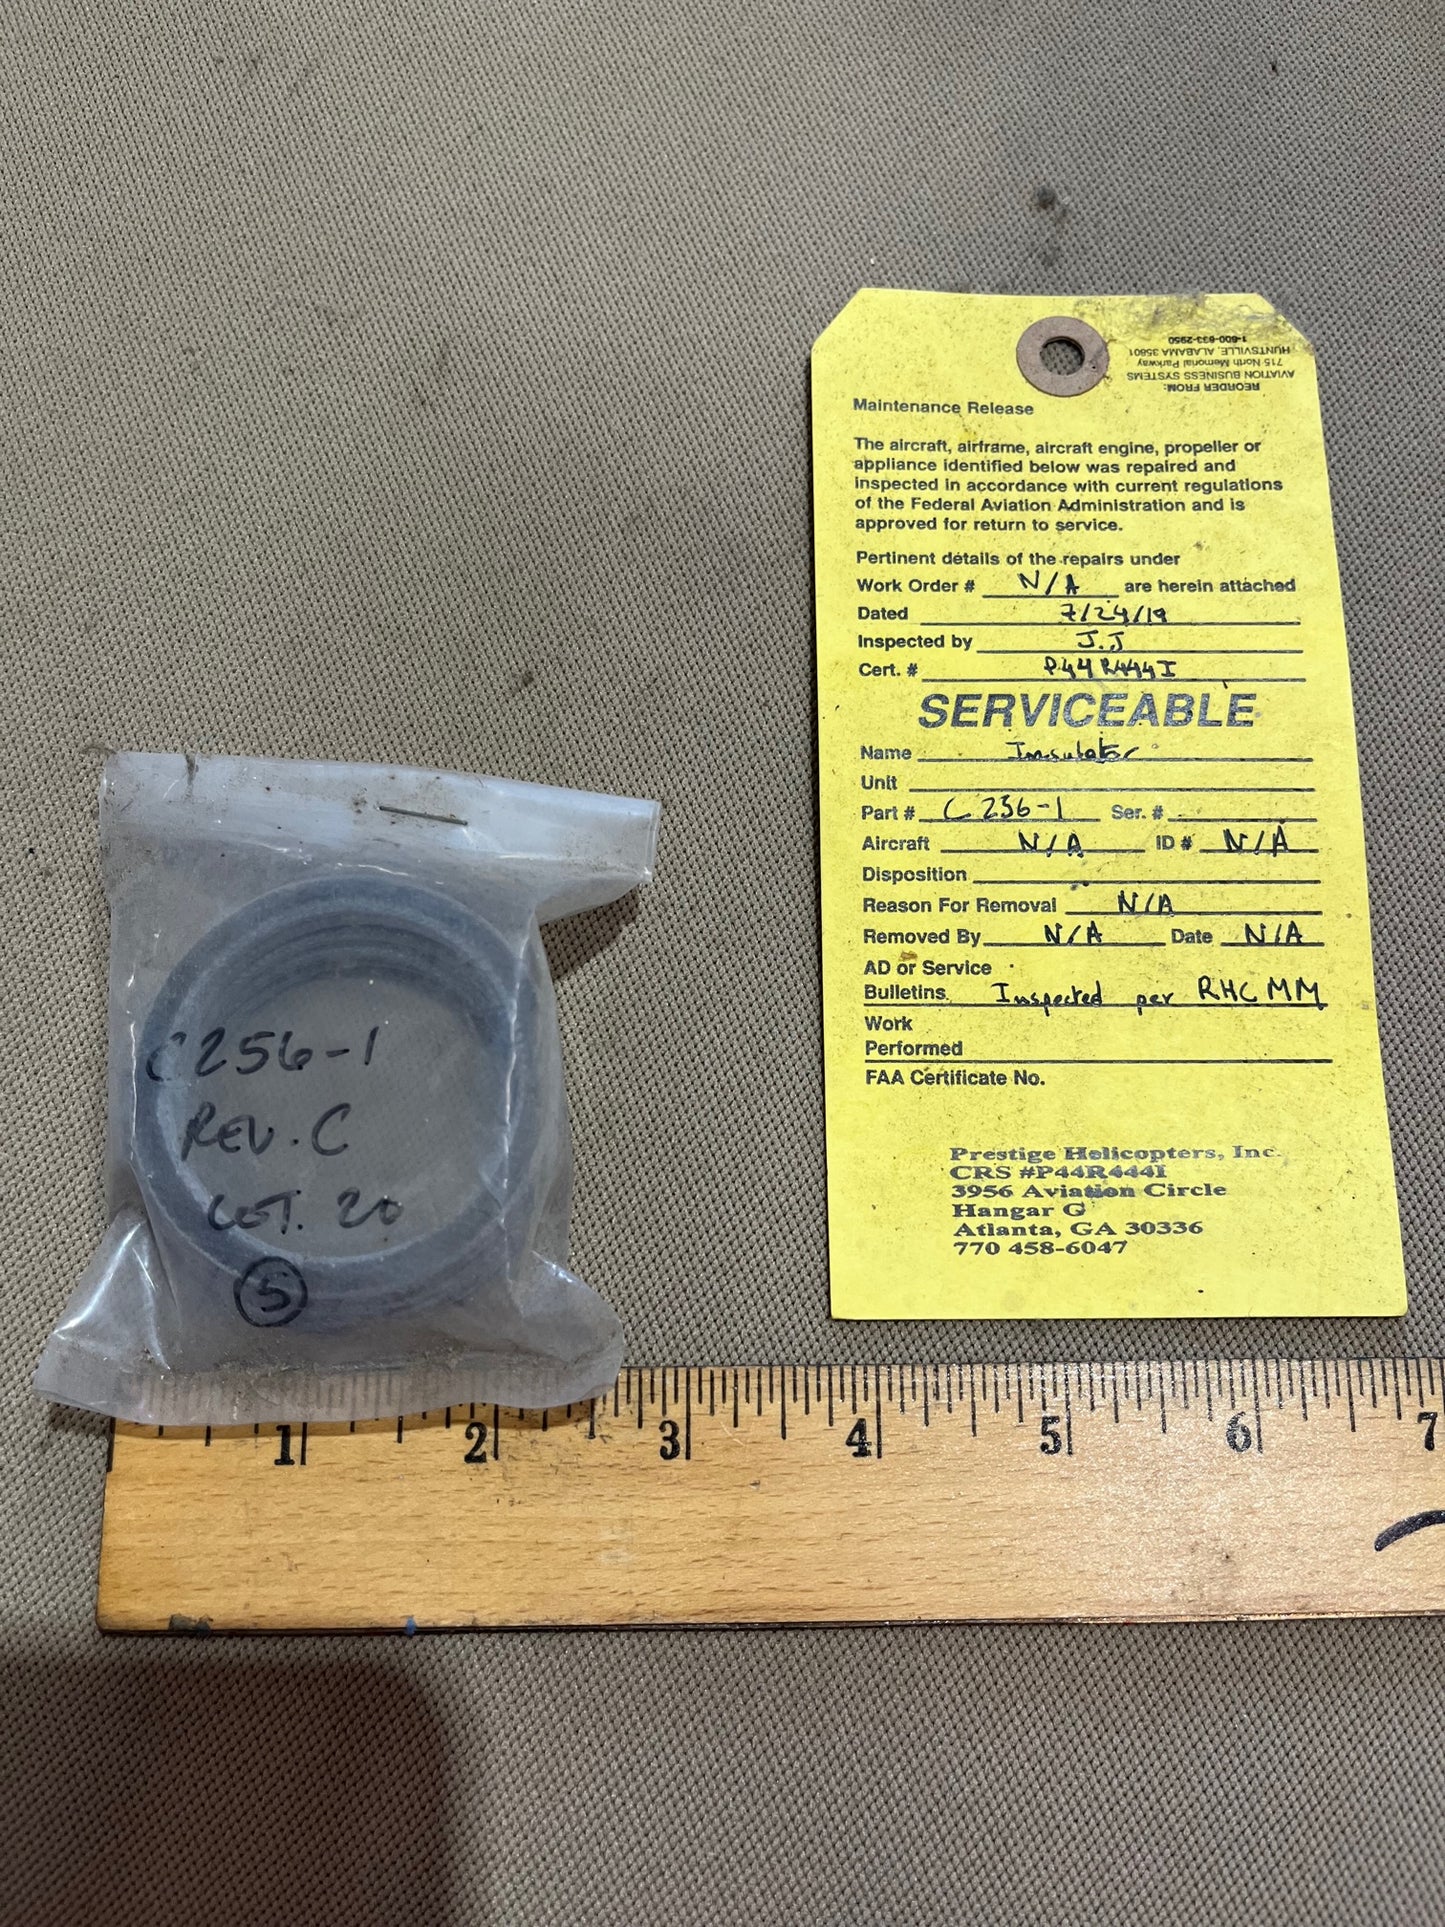 REORDER FROM:
AVIATION BUSINESS SYSTEMS
715 North Memorial Parkway
HUNTSVILLE, ALABAMA 35801
1-800-633-2950
Maintenance Release
The aircraft, airframe, aircraft engine, propeller or
appliance identified below was repaired and
inspected in accordance with current regulations
of the Federal Aviation Administration and is
approved for return to service.
Pertinent details of the repairs under
Work Order # N/A are herein attached
Dated 7/24/19
Inspected by J.J
Cert. # P44R444I
SERVICEABLE
Name Insulator
Unit
Part # C 256-1 Ser. #
Aircraft N/A ID # N/A
Disposition
Reason For Removal N/A
Removed By N/A Date N/A
AD or Service
Bulletins Inspected per RHC MM
Work
Performed
FAA Certificate No.
Prestige Helicopters, Inc.
CRS #P44R444I
3956 Aviation Circle
Hangar G
Atlanta, GA 30336
770 458-6047
C256-1
REV. C
LOT. 20
5
1 2 3 4 5 6 7